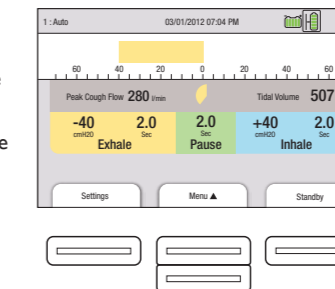 1 : Auto 03/01/2012 07:04 PM
60 40 20 0 20 40 60
Peak Cough Flow 280 l/min Tidal Volume 507
-40 2.0 2.0 +40 2.0
cmH20 Sec Sec cmH20 Sec
Exhale Pause Inhale
Settings Menu ▲ Standby